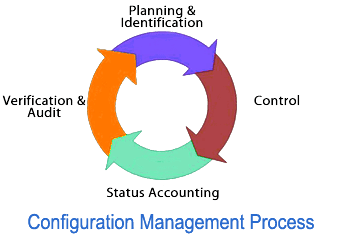 Planning &
Identification
Verification &
Audit
Control
Status Accounting
Configuration Management Process